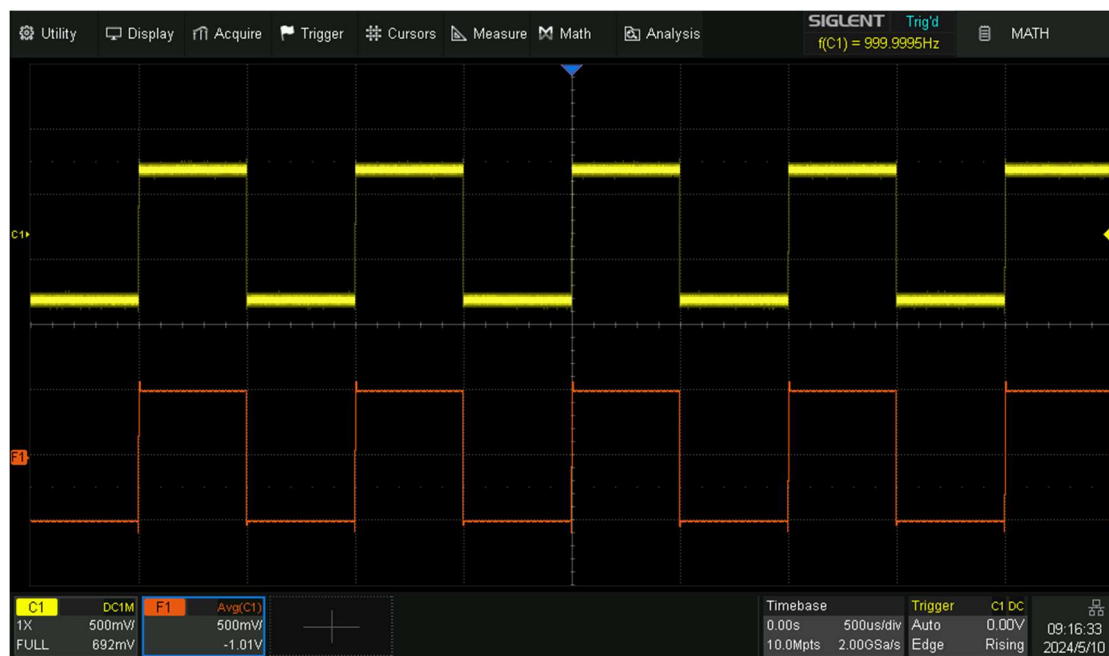 Utility Display Acquire Trigger Cursors Measure Math Analysis SIGLENT Trig'd MATH
f(C1) = 999.9995Hz
C1
F1
C1 DC1M
1X 500mV/
FULL 692mV
F1 Avg(C1)
500mV/
-1.01V
Timebase
0.00s 500us/div
10.0Mpts 2.00GSa/s
Trigger C1 DC
Auto 0.00V
Edge Rising
09:16:33
2024/5/10